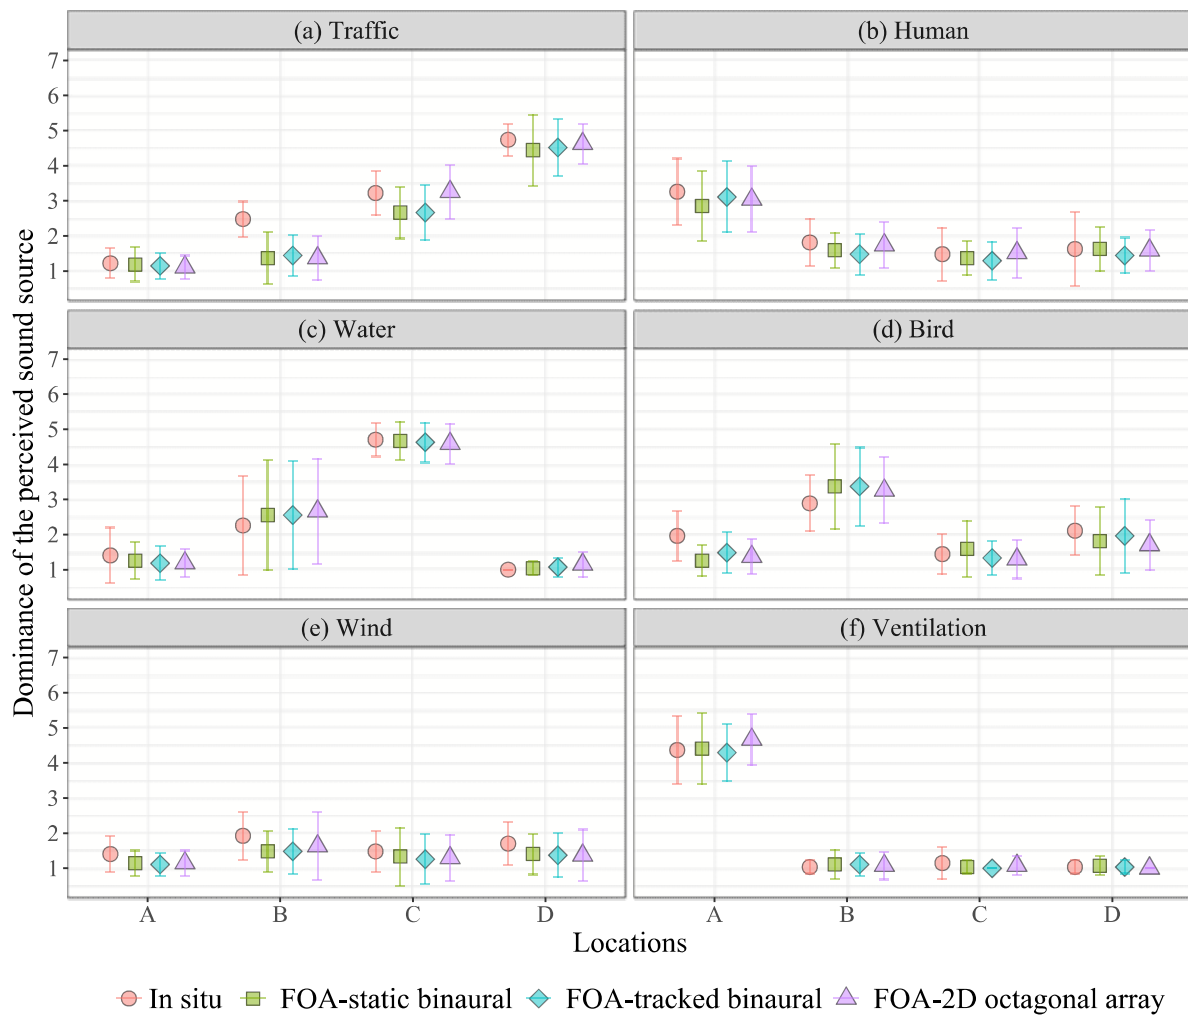 (a) Traffic
(b) Human
7
6
5
4
3
2
1
(c) Water
(d) Bird
7
6
5
4
3
2
1
(e) Wind
(f) Ventilation
7
6
5
4
3
2
1
Dominance of the perceived sound source
A B C D A B C D
Locations
In situ FOA-static binaural FOA-tracked binaural FOA-2D octagonal array